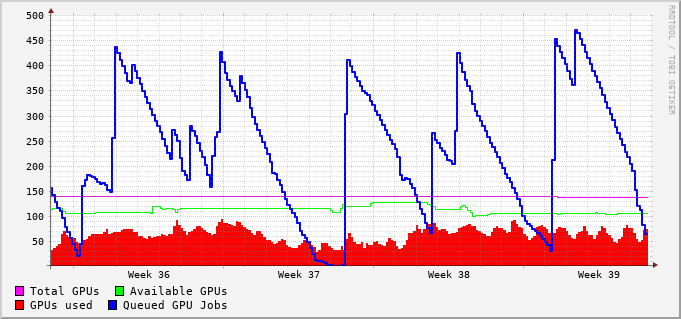 500
450
400
350
300
250
200
150
100
50
Week 36 Week 37 Week 38 Week 39
Total GPUs Available GPUs
GPUs used Queued GPU Jobs
RRDTOOL / TOBI OETIKER